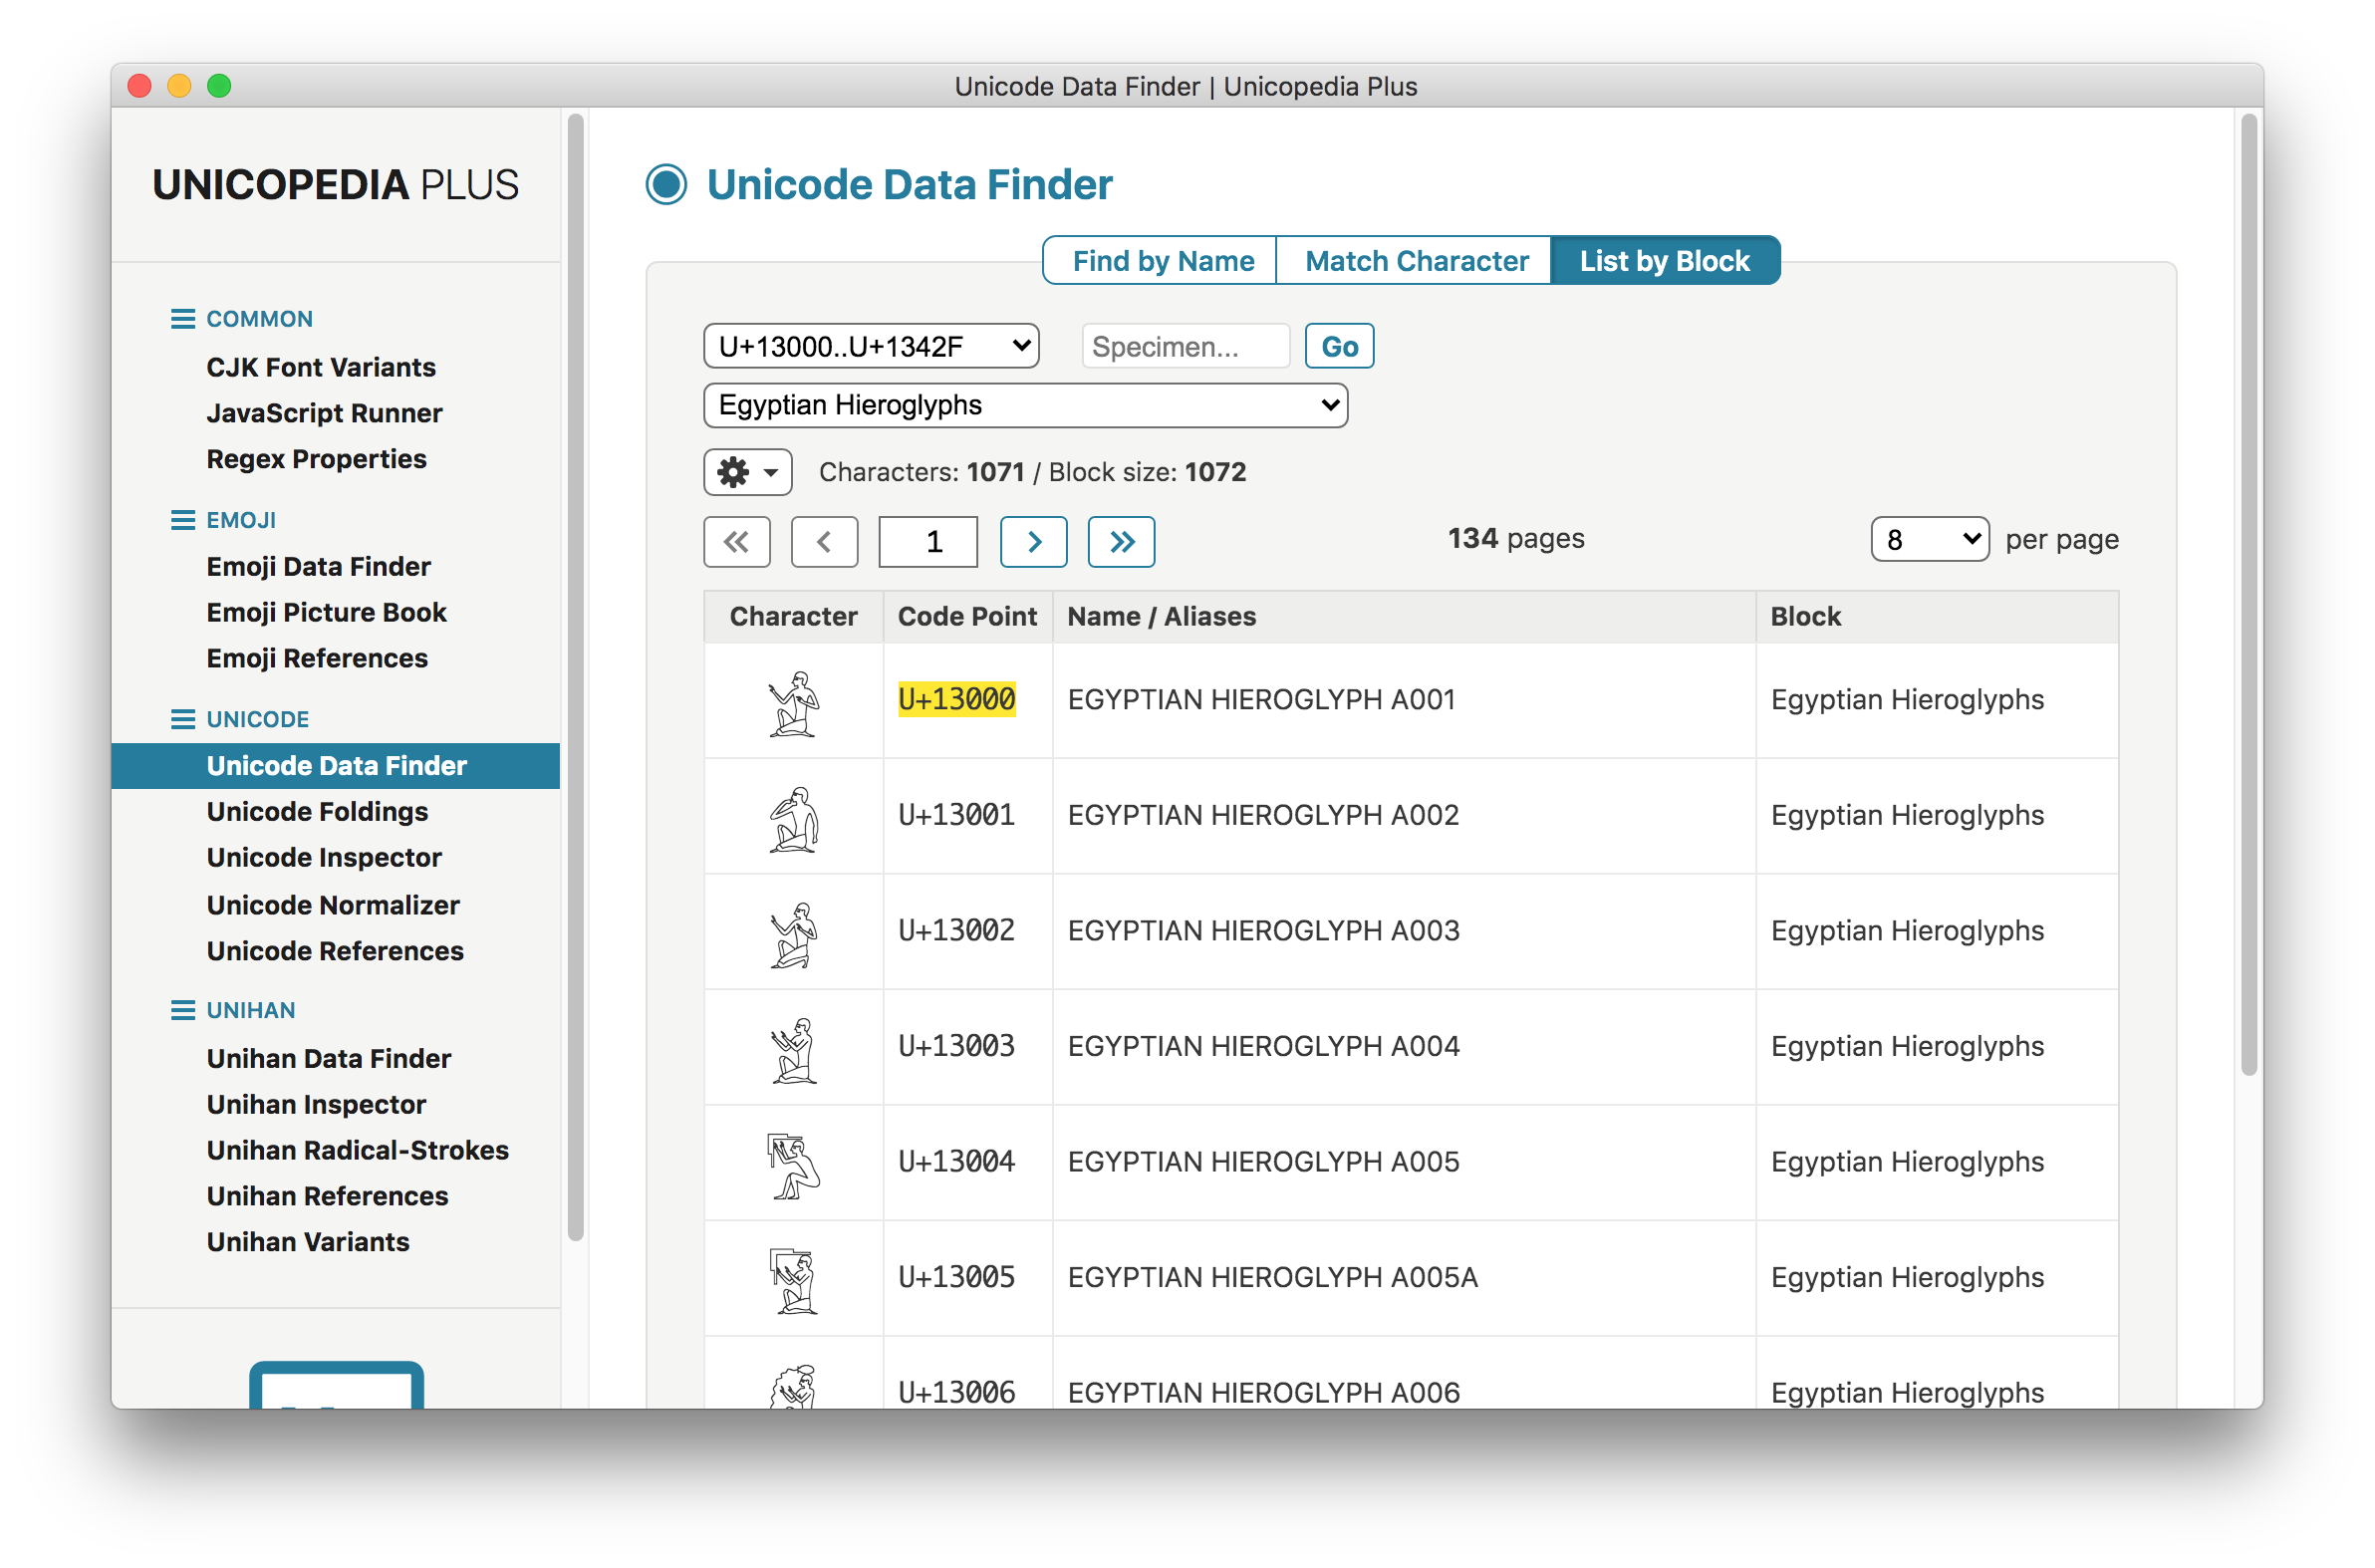 Unicode Data Finder | Unicopedia Plus
UNICOPEDIA PLUS
COMMON
CJK Font Variants
JavaScript Runner
Regex Properties
EMOJI
Emoji Data Finder
Emoji Picture Book
Emoji References
UNICODE
Unicode Data Finder
Unicode Foldings
Unicode Inspector
Unicode Normalizer
Unicode References
UNIHAN
Unihan Data Finder
Unihan Inspector
Unihan Radical-Strokes
Unihan References
Unihan Variants
Unicode Data Finder
Find by Name Match Character List by Block
U+13000..U+1342F Specimen... Go
Egyptian Hieroglyphs
Characters: 1071 / Block size: 1072
« ‹ 1 › » 134 pages 8 per page
Character Code Point Name / Aliases Block
𓀀 U+13000 EGYPTIAN HIEROGLYPH A001 Egyptian Hieroglyphs
𓀁 U+13001 EGYPTIAN HIEROGLYPH A002 Egyptian Hieroglyphs
𓀂 U+13002 EGYPTIAN HIEROGLYPH A003 Egyptian Hieroglyphs
𓀃 U+13003 EGYPTIAN HIEROGLYPH A004 Egyptian Hieroglyphs
𓀄 U+13004 EGYPTIAN HIEROGLYPH A005 Egyptian Hieroglyphs
𓀅 U+13005 EGYPTIAN HIEROGLYPH A005A Egyptian Hieroglyphs
𓀆 U+13006 EGYPTIAN HIEROGLYPH A006 Egyptian Hieroglyphs